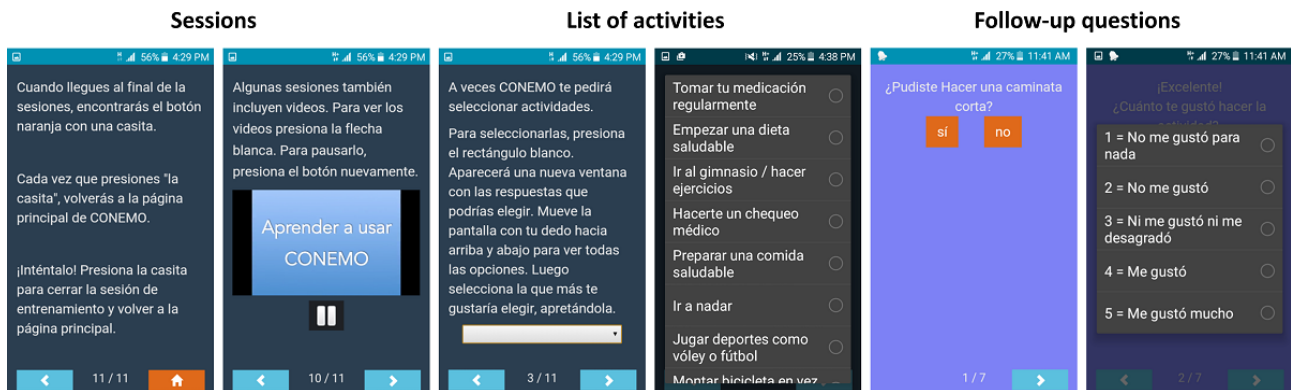 Sessions
List of activities
Follow-up questions
56% 4:29 PM
Cuando llegues al final de la
sesiones, encontrarás el botón
naranja con una casita.
Cada vez que presiones "la
casita", volverás a la página
principal de CONEMO.
¡Inténtalo! Presiona la casita
para cerrar la sesión de
entrenamiento y volver a la
página principal.
11 / 11
56% 4:29 PM
Algunas sesiones también
incluyen videos. Para ver los
videos presiona la flecha
blanca. Para pausarlo,
presiona el botón nuevamente.
Aprender a usar
CONEMO
10 / 11
56% 4:29 PM
A veces CONEMO te pedirá
seleccionar actividades.
Para seleccionarlas, presiona
el rectángulo blanco.
Aparecerá una nueva ventana
con las respuestas que
podrías elegir. Mueve la
pantalla con tu dedo hacia
arriba y abajo para ver todas
las opciones. Luego
selecciona la que más te
gustaría elegir, apretándola.
3 / 11
25% 4:38 PM
Tomar tu medicación
regularmente
Empezar una dieta
saludable
Ir al gimnasio / hacer
ejercicios
Hacerte un chequeo
médico
Preparar una comida
saludable
Ir a nadar
Jugar deportes como
vóley o fútbol
Montar bicicleta en vez
27% 11:41 AM
¿Pudiste Hacer una caminata
corta?
sí no
1 / 7
27% 11:41 AM
¡Excelente!
¿Cuánto te gustó hacer la
actividad?
1 = No me gustó para
nada
2 = No me gustó
3 = Ni me gustó ni me
desagradó
4 = Me gustó
5 = Me gustó mucho
2 / 7